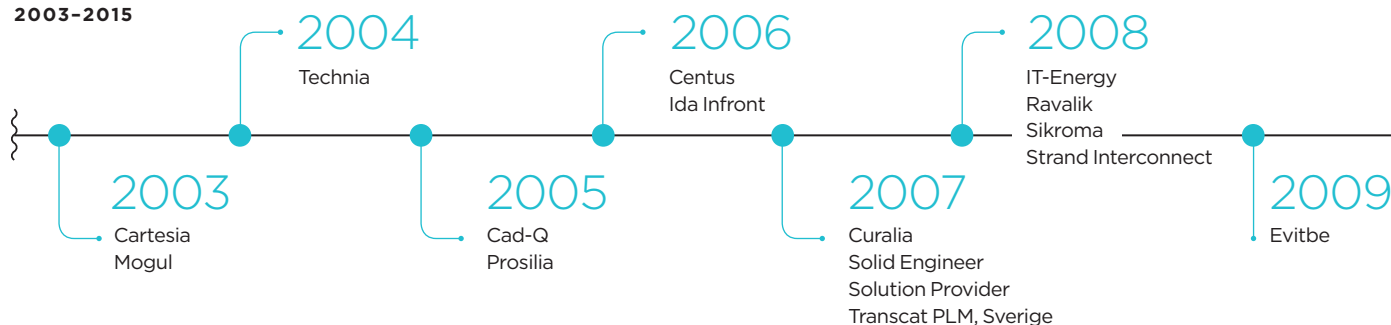 2003–2015
2003
Cartesia
Mogul
2004
Technia
2005
Cad-Q
Prosilia
2006
Centus
Ida Infront
2007
Curalia
Solid Engineer
Solution Provider
Transcat PLM, Sverige
2008
IT-Energy
Ravalik
Sikroma
Strand Interconnect
2009
Evitbe